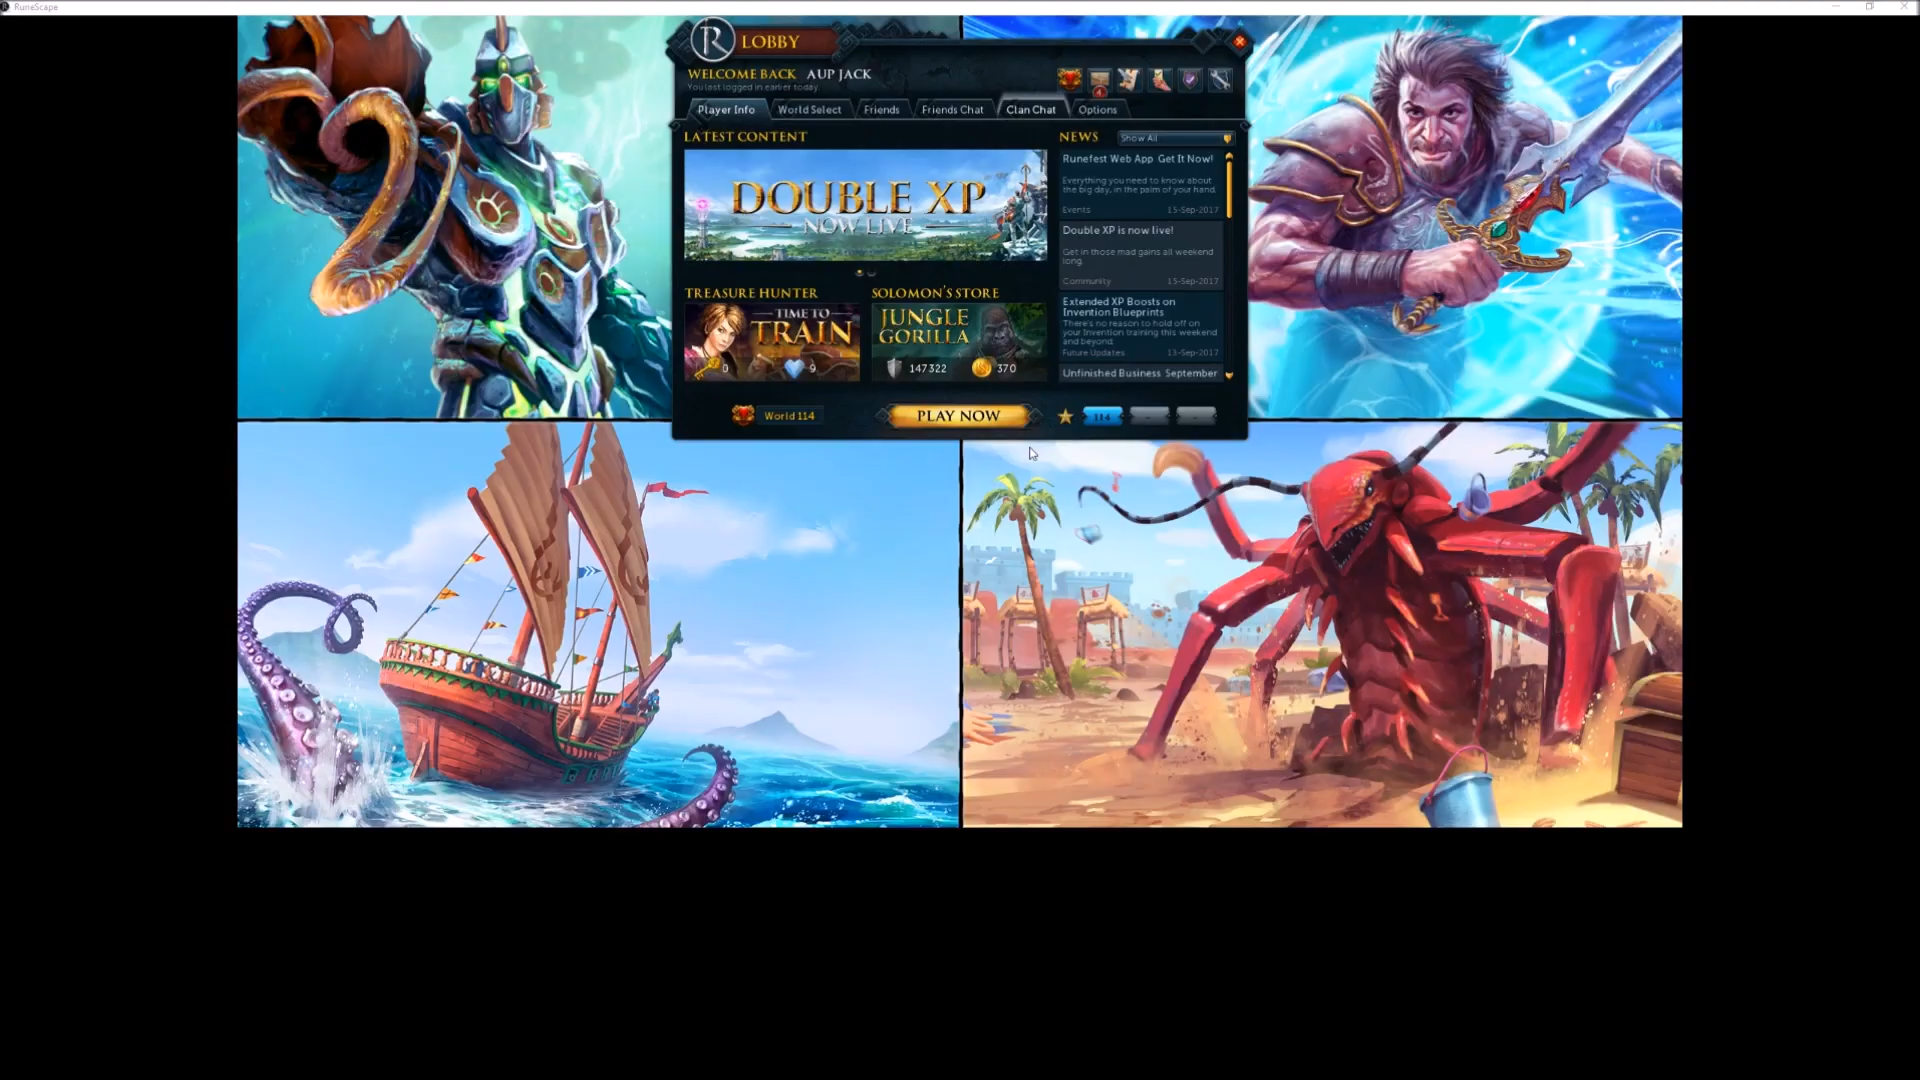 RuneScape
LOBBY
WELCOME BACK AUP JACK
You last logged in earlier today.
4
Player Info
World Select
Friends
Friends Chat
Clan Chat
Options
LATEST CONTENT
DOUBLE XP
NOW LIVE
TREASURE HUNTER
TIME TO
TRAIN
0
9
SOLOMON'S STORE
JUNGLE
GORILLA
147322
370
NEWS
Show All
Runefest Web App Get It Now!
Everything you need to know about
the big day, in the palm of your hand.
Events 15-Sep-2017
Double XP is now live!
Get in those mad gains all weekend
long.
Community 15-Sep-2017
Extended XP Boosts on
Invention Blueprints
There's no reason to hold off on
your Invention training this weekend
and beyond.
Future Updates 13-Sep-2017
Unfinished Business September
World 114
PLAY NOW
114
-
-